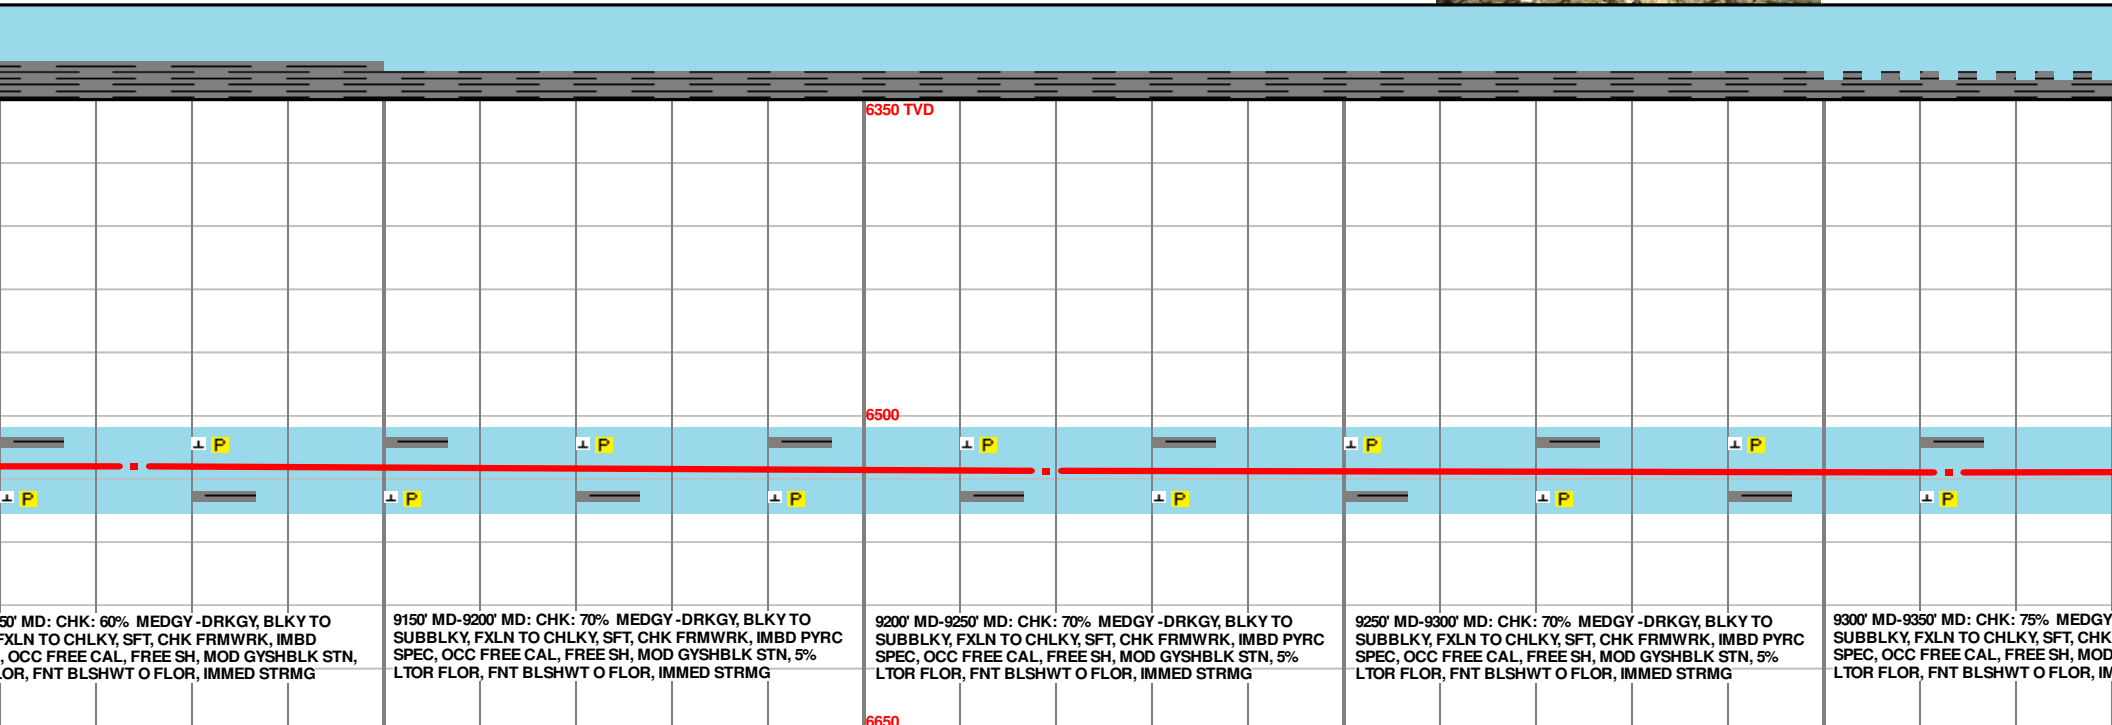 6350 TVD
6500
P P P P P
P P P P P
50' MD: CHK: 60% MEDGY -DRKGY, BLKY TO
FXLN TO CHLKY, SFT, CHK FRMWRK, IMBD
, OCC FREE CAL, FREE SH, MOD GYSHBLK STN,
LOR, FNT BLSHWT O FLOR, IMMED STRMG
9150' MD-9200' MD: CHK: 70% MEDGY -DRKGY, BLKY TO
SUBBLKY, FXLN TO CHLKY, SFT, CHK FRMWRK, IMBD PYRC
SPEC, OCC FREE CAL, FREE SH, MOD GYSHBLK STN, 5%
LTOR FLOR, FNT BLSHWT O FLOR, IMMED STRMG
9200' MD-9250' MD: CHK: 70% MEDGY -DRKGY, BLKY TO
SUBBLKY, FXLN TO CHLKY, SFT, CHK FRMWRK, IMBD PYRC
SPEC, OCC FREE CAL, FREE SH, MOD GYSHBLK STN, 5%
LTOR FLOR, FNT BLSHWT O FLOR, IMMED STRMG
9250' MD-9300' MD: CHK: 70% MEDGY -DRKGY, BLKY TO
SUBBLKY, FXLN TO CHLKY, SFT, CHK FRMWRK, IMBD PYRC
SPEC, OCC FREE CAL, FREE SH, MOD GYSHBLK STN, 5%
LTOR FLOR, FNT BLSHWT O FLOR, IMMED STRMG
9300' MD-9350' MD: CHK: 75% MEDGY
SUBBLKY, FXLN TO CHLKY, SFT, CHK
SPEC, OCC FREE CAL, FREE SH, MOD
LTOR FLOR, FNT BLSHWT O FLOR, IM
6650